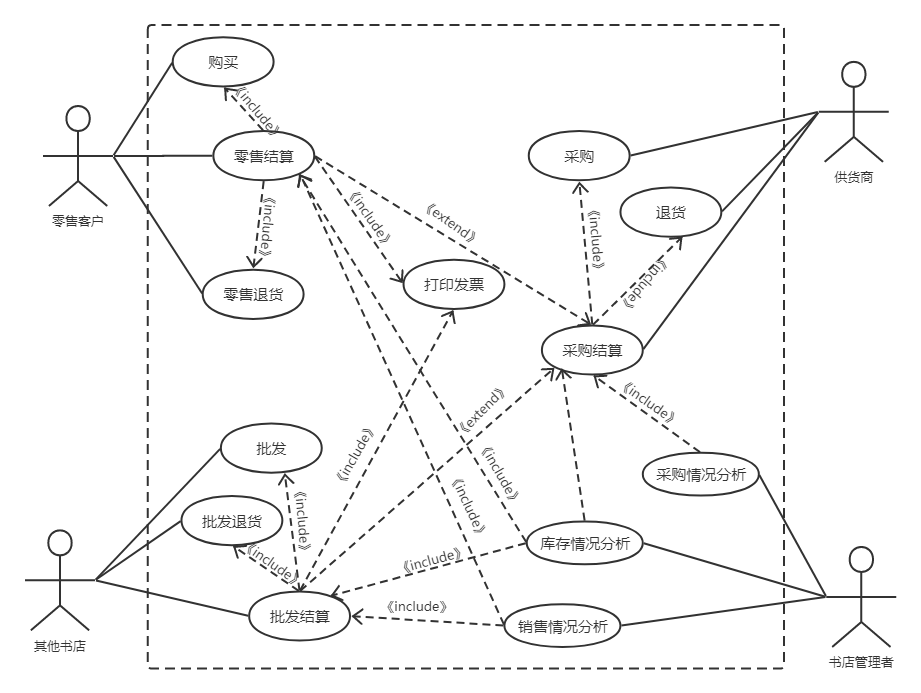 购买
《include》
零售结算
采购
供货商
零售客户
《include》
《include》
《extend》
退货
《include》
《include》
零售退货
打印发票
采购结算
《include》
《extend》
批发
《include》
《include》
《include》
采购情况分析
《include》
批发退货
《include》
《include》
库存情况分析
《include》
批发结算
《include》
销售情况分析
其他书店
书店管理者